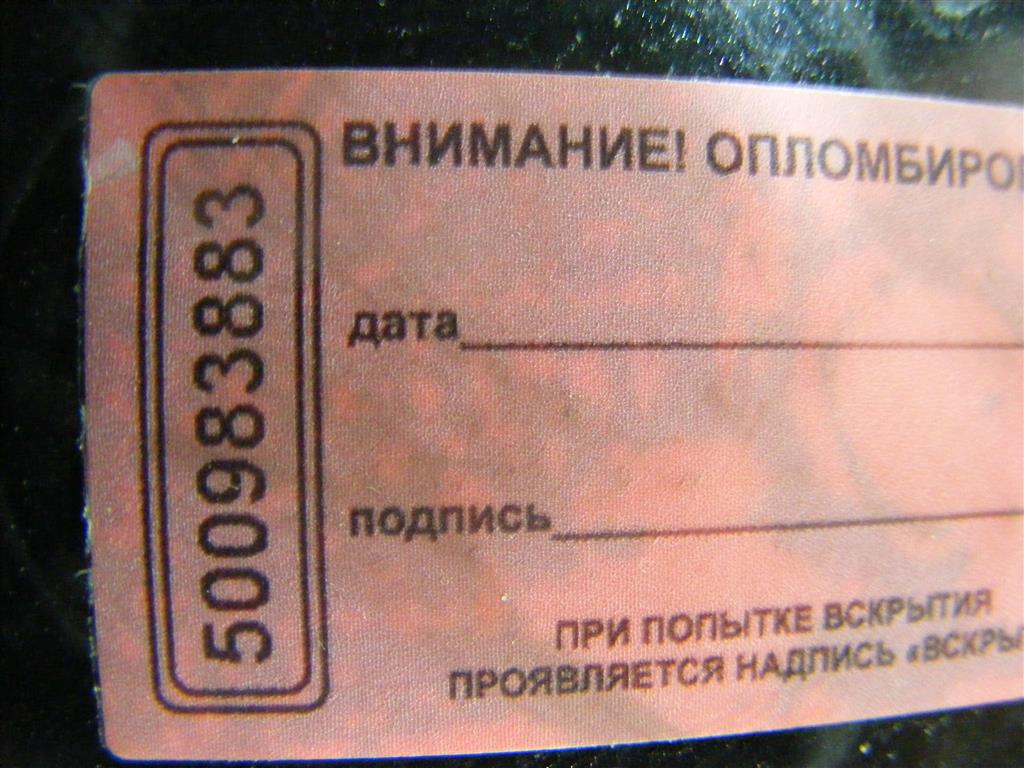 500983883
ВНИМАНИЕ! ОПЛОМБИРО
дата
подпись
ПРИ ПОПЫТКЕ ВСКРЫТИЯ
ПРОЯВЛЯЕТСЯ НАДПИСЬ «ВСКРЫ